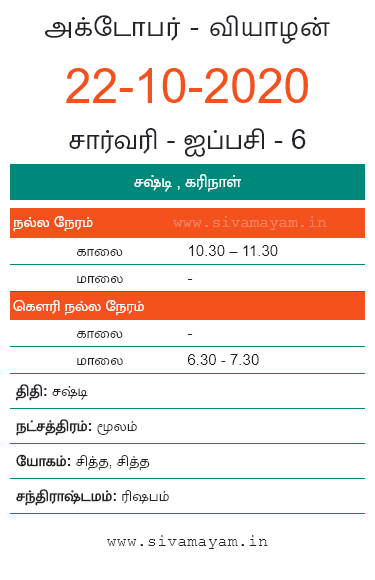 அக்டோபர் - வியாழன்
22-10-2020
சார்வரி - ஐப்பசி - 6
சஷ்டி , கரிநாள்
நல்ல நேரம் www.sivamayam.in
காலை 10.30 – 11.30
மாலை -
கௌரி நல்ல நேரம்
காலை -
மாலை 6.30 - 7.30
திதி: சஷ்டி
நட்சத்திரம்: மூலம்
யோகம்: சித்த, சித்த
சந்திராஷ்டமம்: ரிஷபம்
www.sivamayam.in